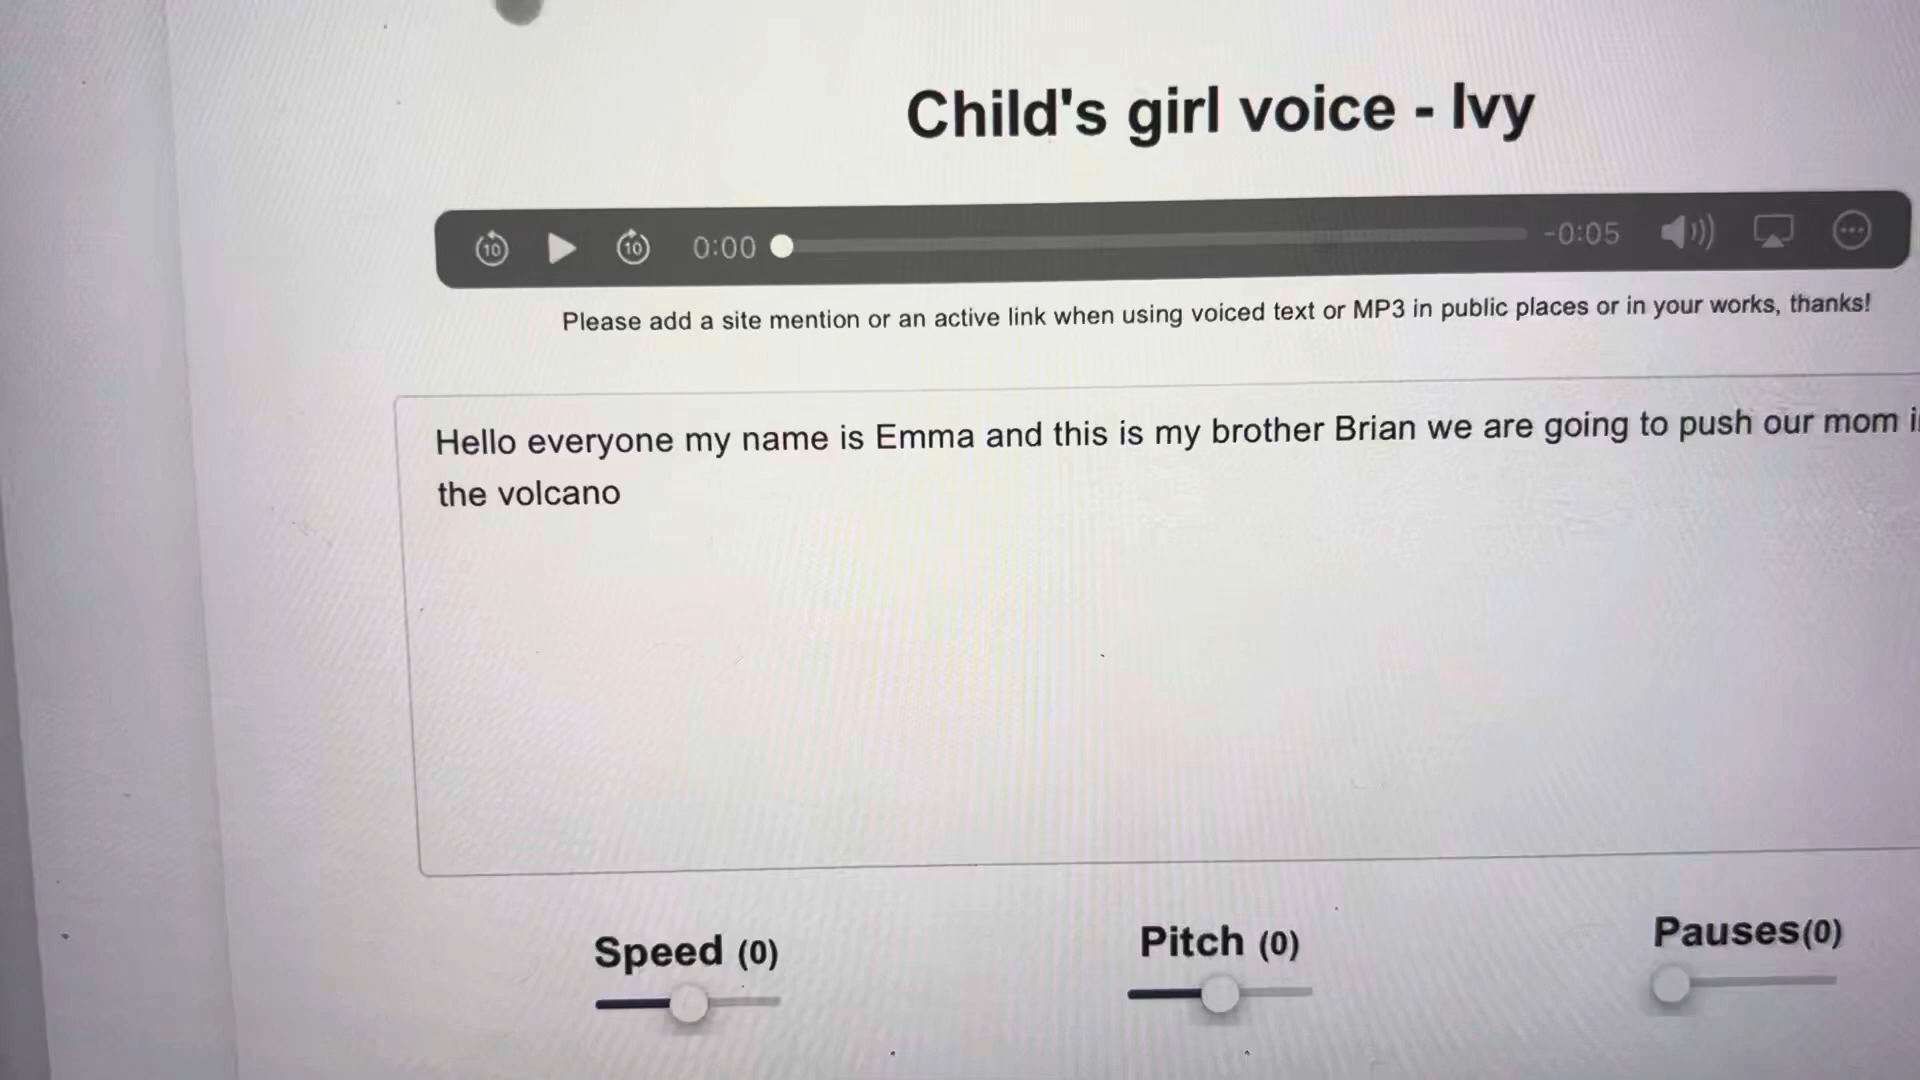 Child's girl voice - Ivy
10 10 0:00 -0:05
Please add a site mention or an active link when using voiced text or MP3 in public places or in your works, thanks!
Hello everyone my name is Emma and this is my brother Brian we are going to push our mom
the volcano
Speed (0) Pitch (0) Pauses(0)